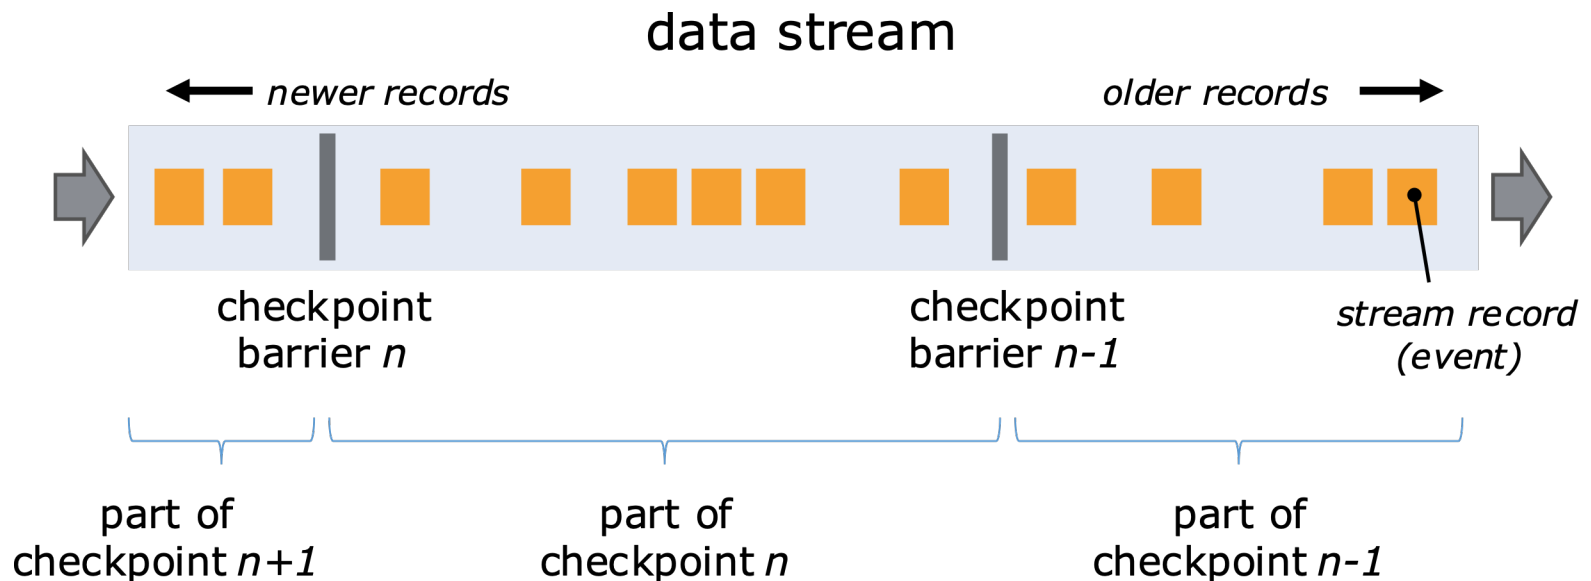 data stream
newer records
older records
checkpoint
barrier n
checkpoint
barrier n-1
stream record
(event)
part of
checkpoint n+1
part of
checkpoint n
part of
checkpoint n-1